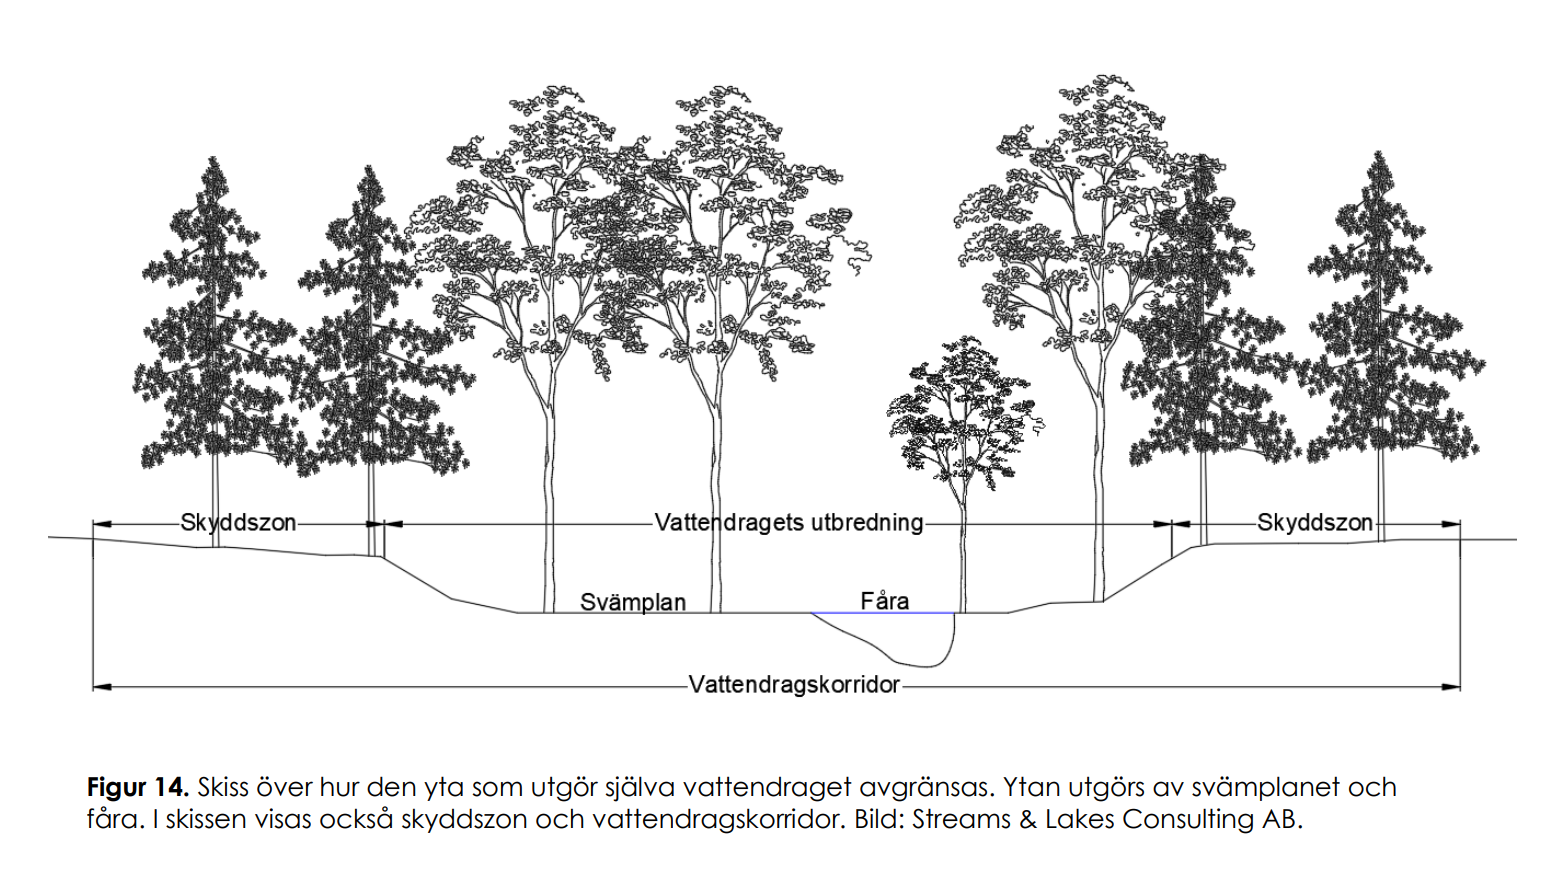 Skyddszon
Vattendragets utbredning
Skyddszon
Svämplan
Fåra
Vattendragskorridor
Figur 14. Skiss över hur den yta som utgör själva vattendraget avgränsas. Ytan utgörs av svämplanet och
fåra. I skissen visas också skyddszon och vattendragskorridor. Bild: Streams & Lakes Consulting AB.